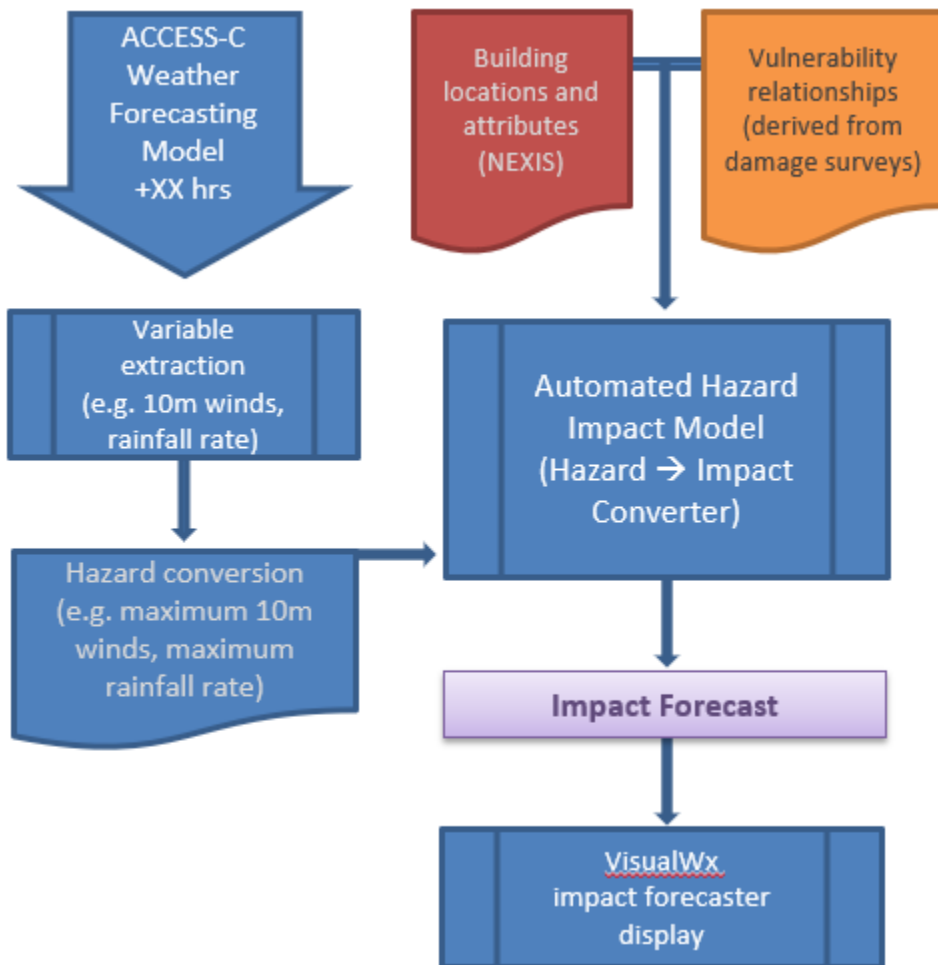 ACCESS-C
Weather
Forecasting
Model
+XX hrs
Building
locations and
attributes
(NEXIS)
Vulnerability
relationships
(derived from
damage surveys)
Variable
extraction
(e.g. 10m winds,
rainfall rate)
Hazard conversion
(e.g. maximum 10m
winds, maximum
rainfall rate)
Automated Hazard
Impact Model
(Hazard → Impact
Converter)
Impact Forecast
VisualWx
impact forecaster
display